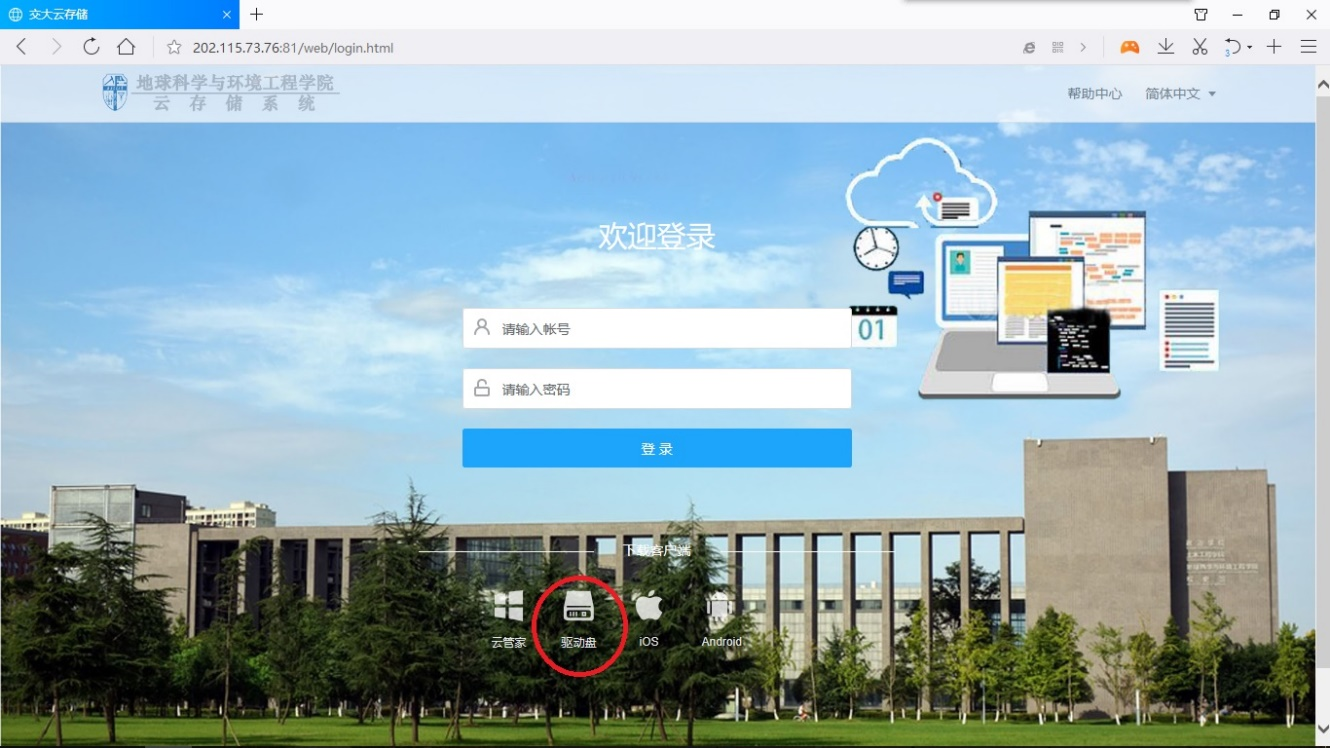 交大云存储
202.115.73.76:81/web/login.html
3
地球科学与环境工程学院
云存储系统
帮助中心 简体中文
欢迎登录
01
请输入帐号
请输入密码
登 录
下载客户端
云管家 驱动盘 iOS Android